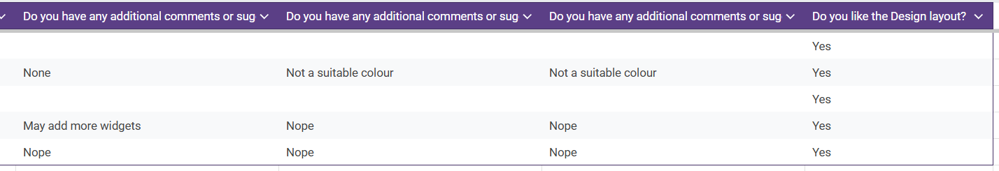 Do you have any additional comments or sug Do you have any additional comments or sug Do you have any additional comments or sug Do you like the Design layout?
Yes
None Not a suitable colour Not a suitable colour Yes
Yes
May add more widgets Nope Nope Yes
Nope Nope Nope Yes